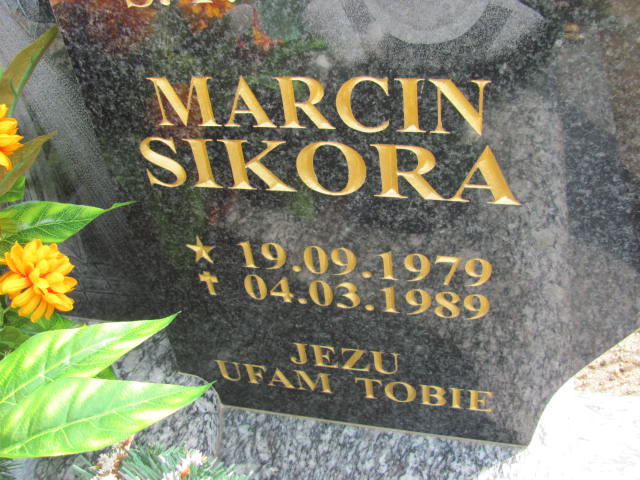 MARCIN
SIKORA
19.09.1979
04.03.1989
JEZU
UFAM TOBIE